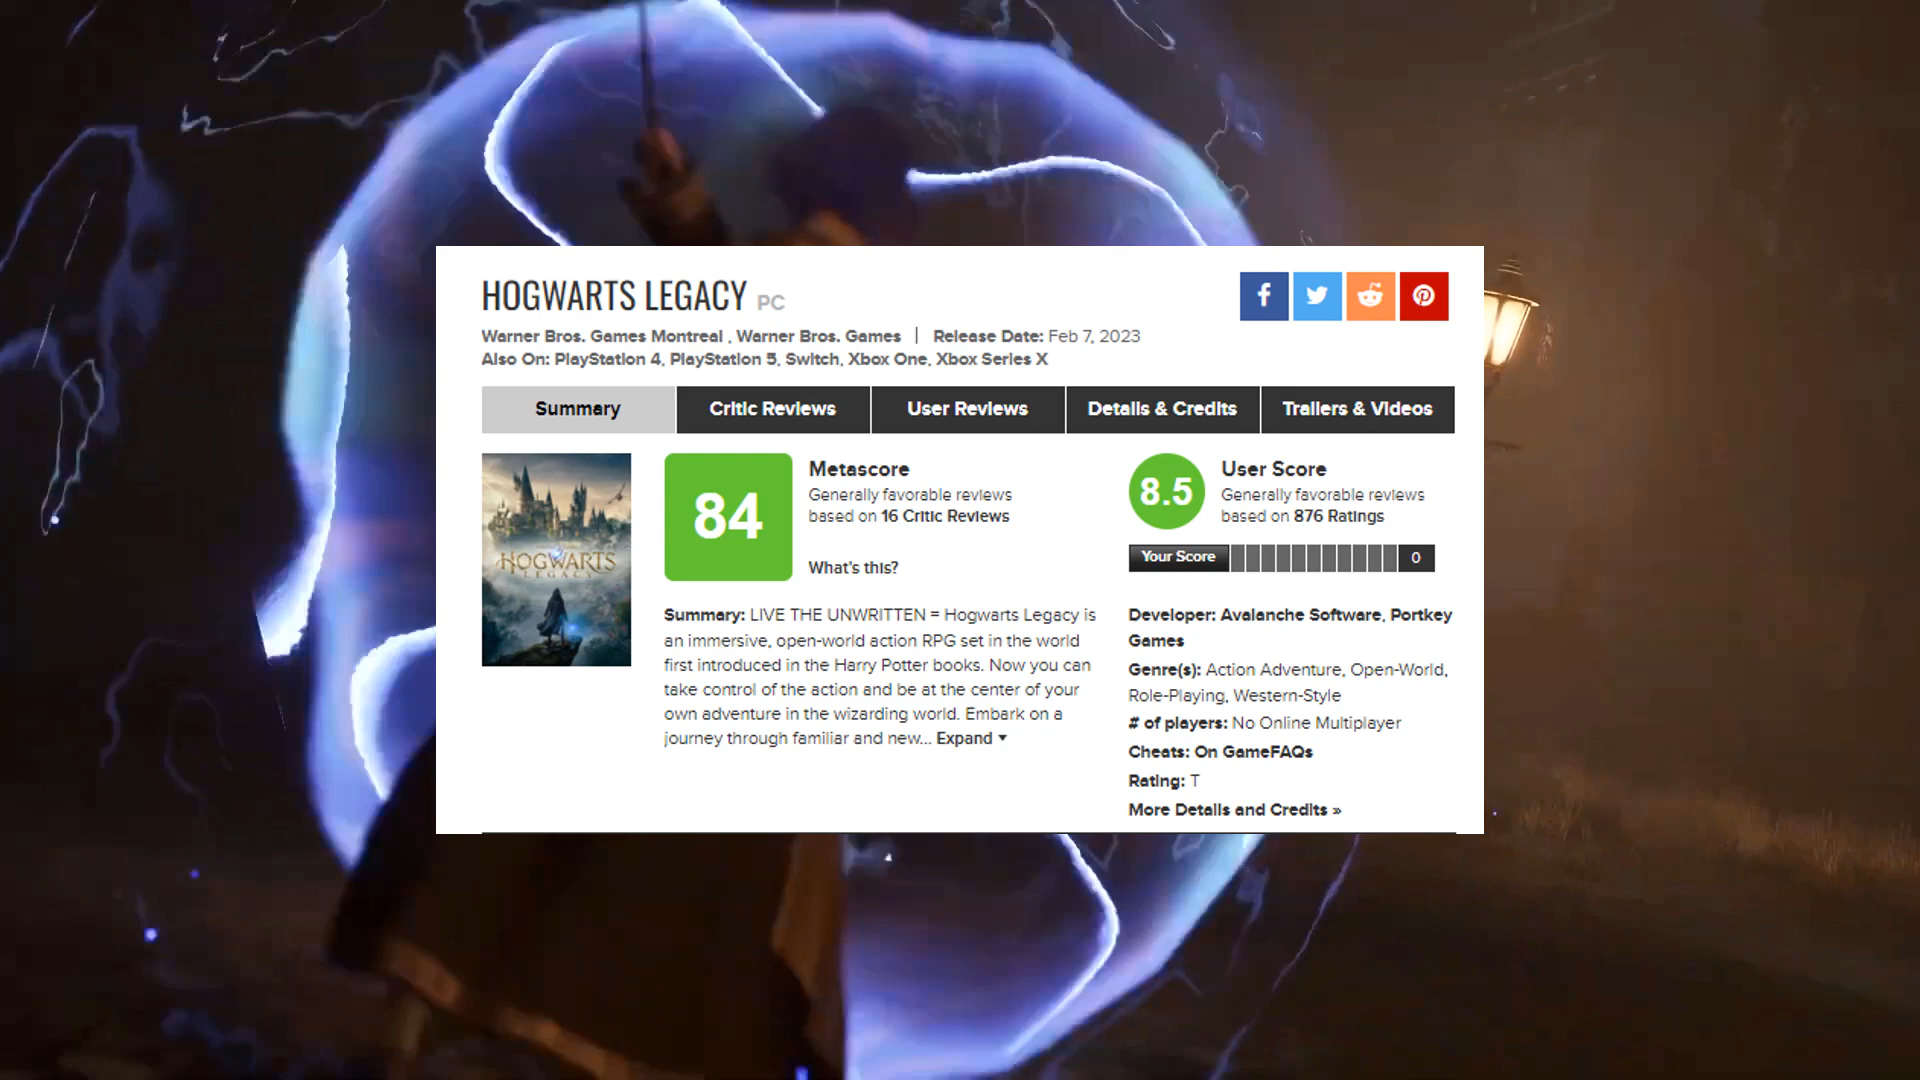 HOGWARTS LEGACY PC
Warner Bros. Games Montreal , Warner Bros. Games | Release Date: Feb 7, 2023
Also On: PlayStation 4, PlayStation 5, Switch, Xbox One, Xbox Series X
Summary Critic Reviews User Reviews Details & Credits Trailers & Videos
HOGWARTS
LEGACY
84
Metascore
Generally favorable reviews
based on 16 Critic Reviews
What's this?
8.5
User Score
Generally favorable reviews
based on 876 Ratings
Your Score 0
Summary: LIVE THE UNWRITTEN = Hogwarts Legacy is
an immersive, open-world action RPG set in the world
first introduced in the Harry Potter books. Now you can
take control of the action and be at the center of your
own adventure in the wizarding world. Embark on a
journey through familiar and new... Expand ▼
Developer: Avalanche Software, Portkey
Games
Genre(s): Action Adventure, Open-World,
Role-Playing, Western-Style
# of players: No Online Multiplayer
Cheats: On GameFAQs
Rating: T
More Details and Credits »